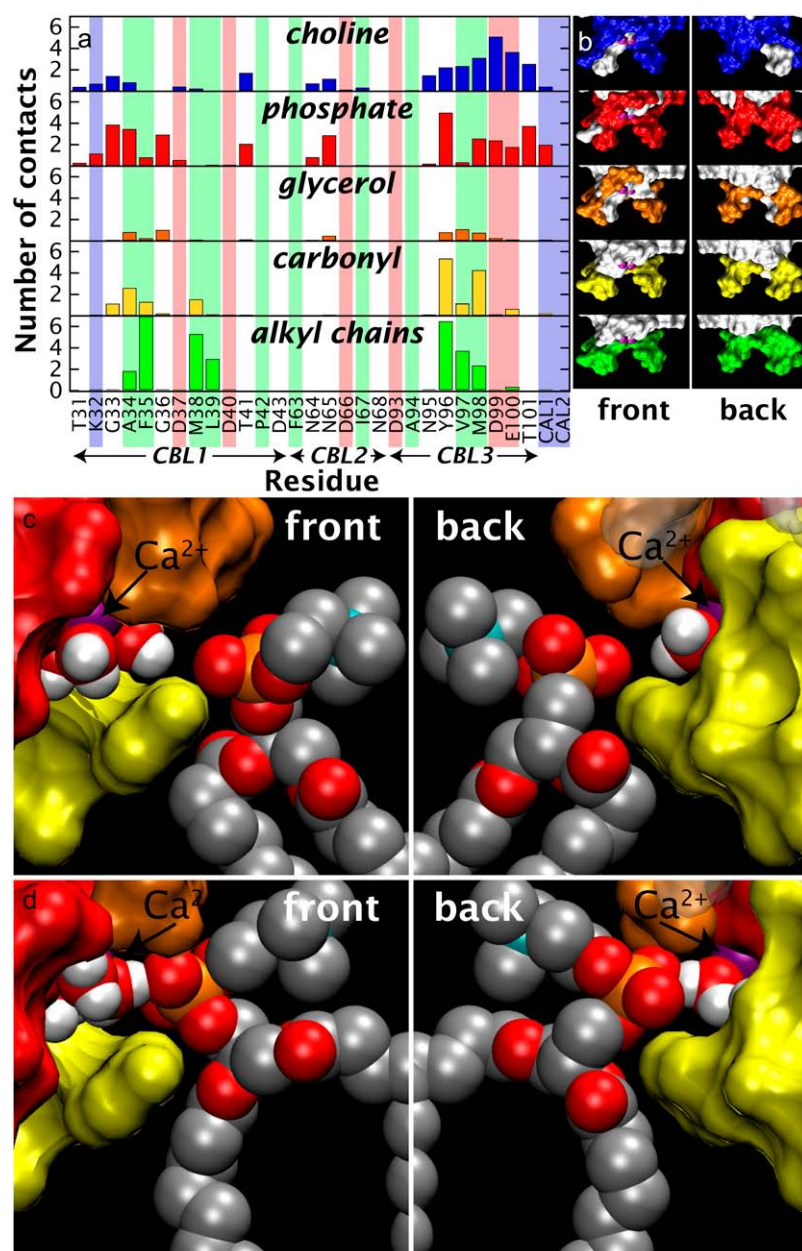 a
b
6
4
2
choline
6
4
2
phosphate
6
4
2
glycerol
6
4
2
carbonyl
6
4
2
0
alkyl chains
Number of contacts
T31
K32
G33
A34
F35
G36
D37
M38
L39
D40
T41
P42
D43
F63
N64
N65
D66
I67
N68
D93
A94
N95
Y96
V97
M98
D99
E100
T101
CAL1
CAL2
CBL1
CBL2
CBL3
Residue
front
back
c
front
back
Ca²⁺
Ca²⁺
d
front
back
Ca²
Ca²⁺